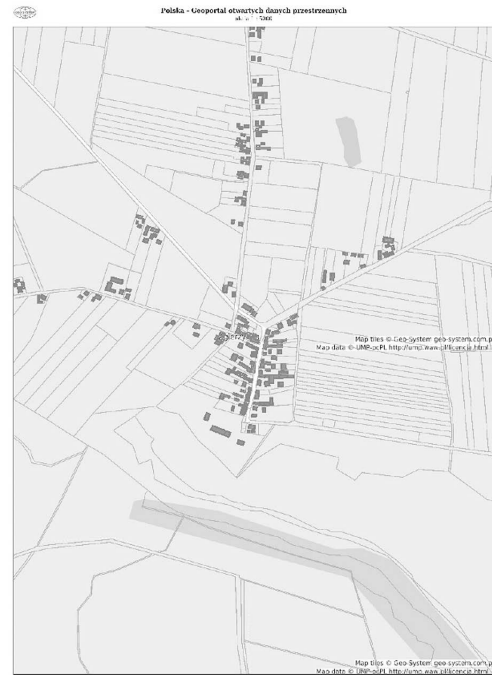 Polska - Geoportal otwartych danych przestrzennych
Map tiles © Geo-System geo-system.com.p
Map data © UMP-pcPL http://ump.waw.pl/licencja.html
Map tiles © Geo-System geo-system.com.p
Map data © UMP-pcPL http://ump.waw.pl/licencja.html